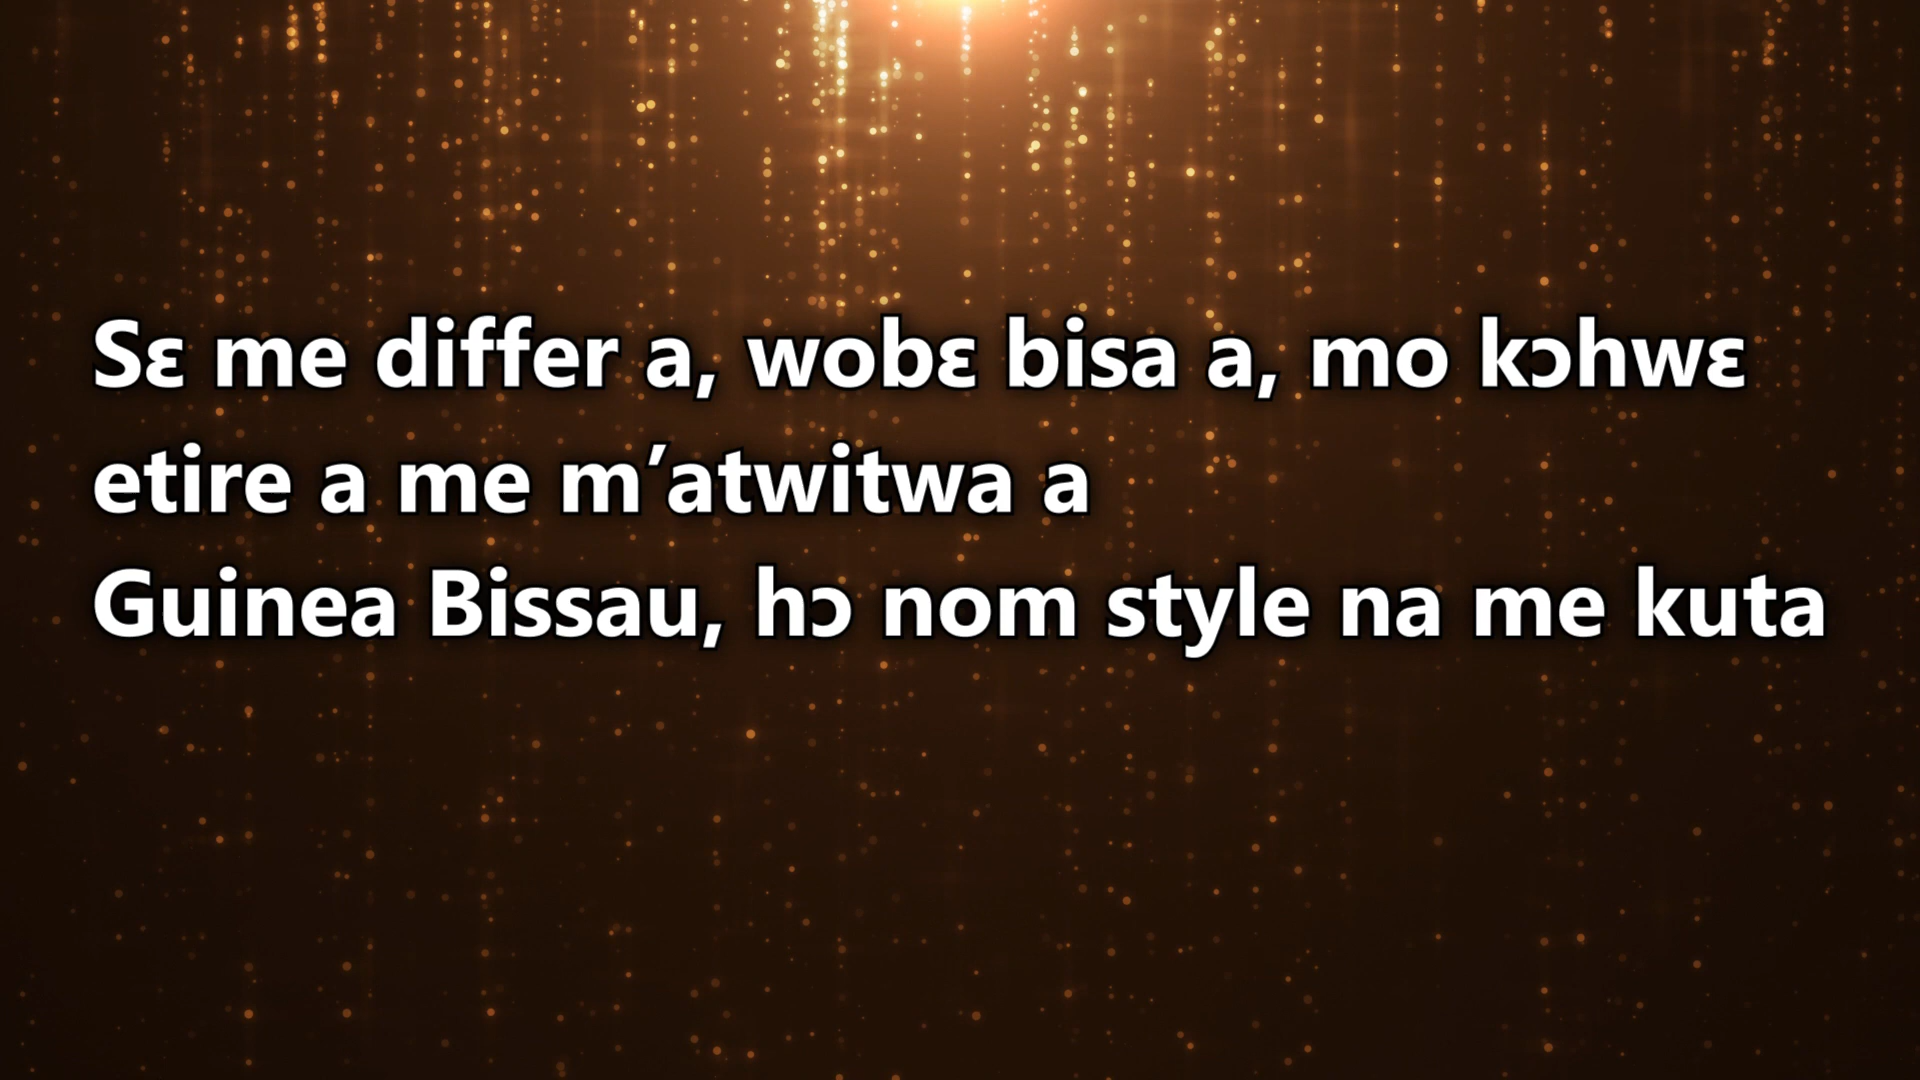 Sɛ me differ a, wobɛ bisa a, mo kɔhwɛ
etire a me m’atwitwa a
Guinea Bissau, hɔ nom style na me kuta